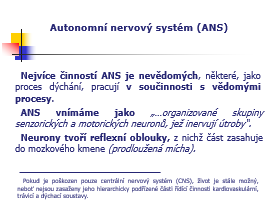 Autonomní nervový systém (ANS)
Nejvíce činností ANS je nevědomých, některé, jako
proces dýchání, pracují v součinnosti s vědomými
procesy.
ANS vnímáme jako „...organizované skupiny
senzorických a motorických neuronů, jež inervují útroby".
Neurony tvoří reflexní oblouky, z nichž část zasahuje
do mozkového kmene (prodloužená mícha).
Pokud je poškozen pouze centrální nervový systém (CNS), život je stále možný,
neboť nejsou zasaženy jeho hierarchicky podřízené části řídící činnosti kardiovaskulární,
trávicí a dýchací soustavy.